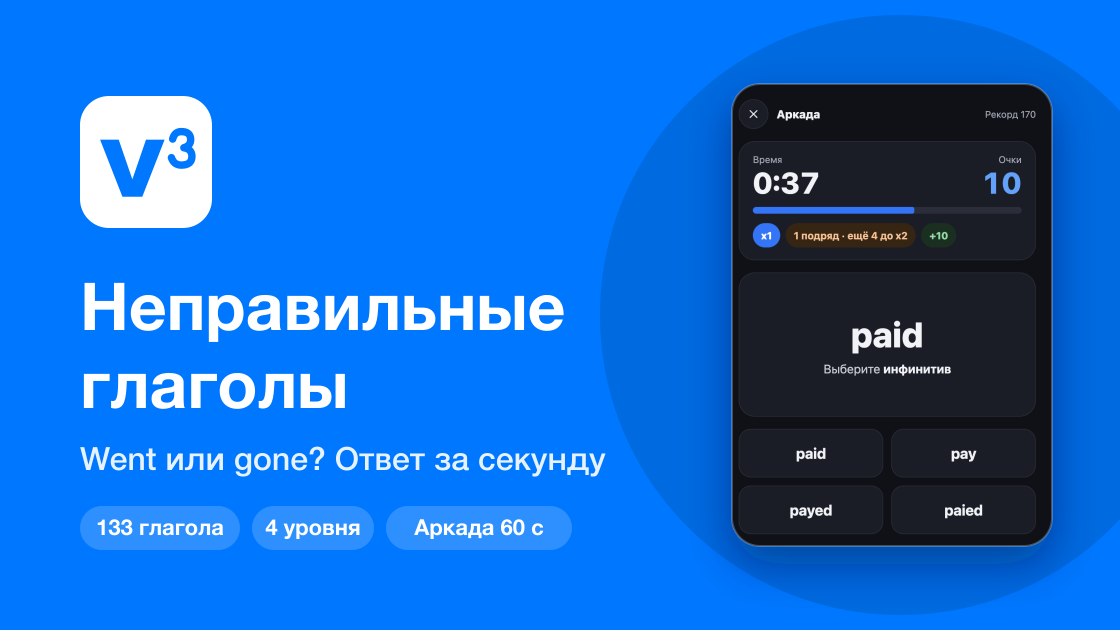 V³
Неправильные
глаголы
Went или gone? Ответ за секунду
133 глагола
4 уровня
Аркада 60 с
Аркада
Рекорд 170
Время
Очки
0:37
10
x1
1 подряд · ещё 4 до x2
+10
paid
Выберите инфинитив
paid
pay
payed
paied